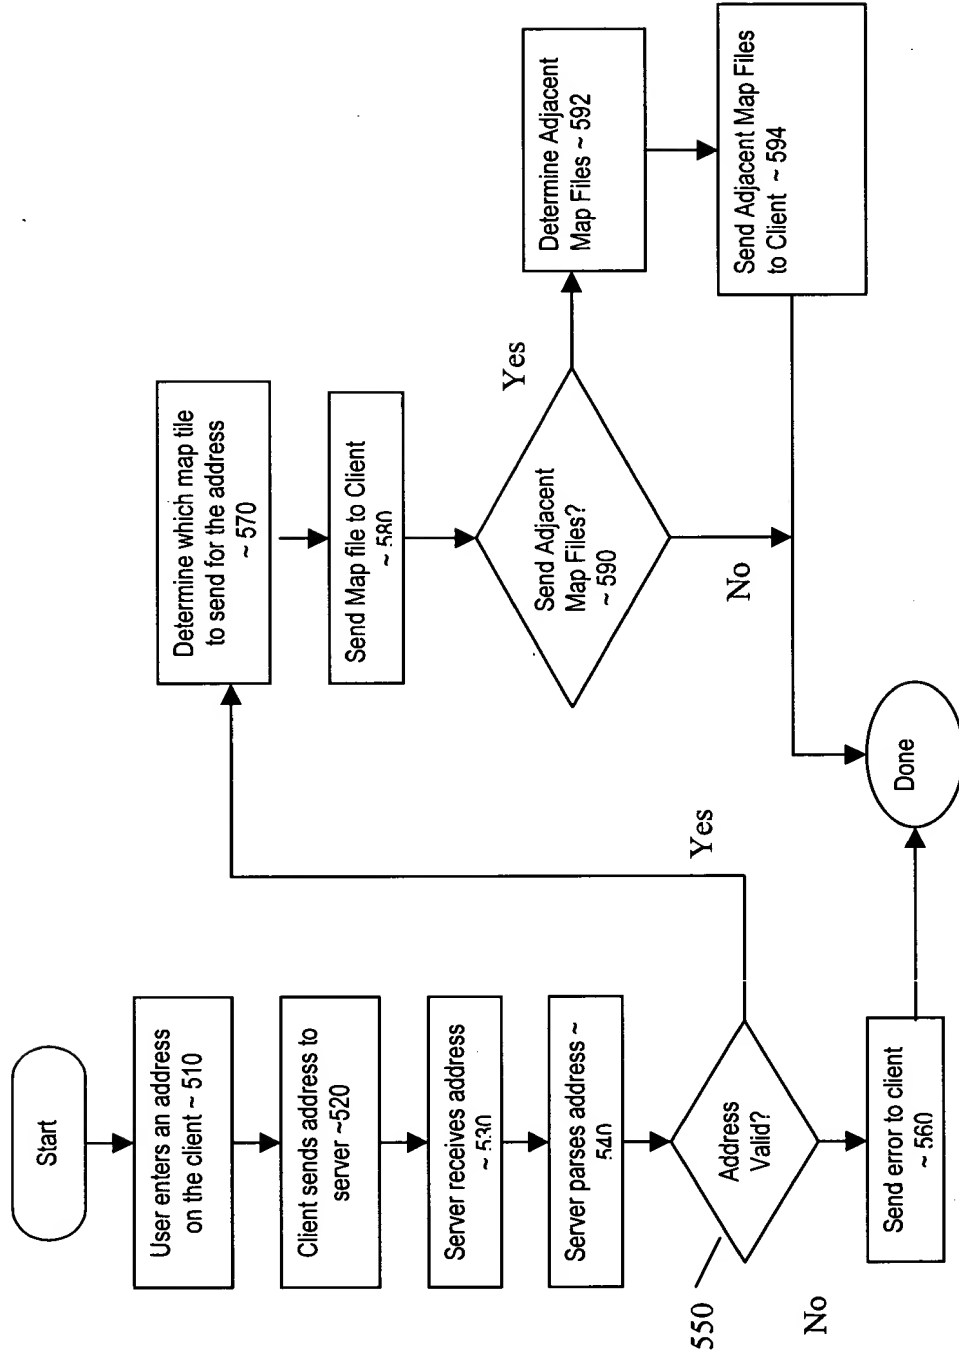 Start
User enters an address
on the client ~ 510
Client sends address to
server ~520
Server receives address
~ 530
Server parses address ~
540
Address
Valid?
550
No
Send error to client
~ 560
Yes
Determine which map tile
to send for the address
~ 570
Send Map file to Client
~ 580
Send Adjacent
Map Files?
~ 590
Yes
No
Determine Adjacent
Map Files ~ 592
Send Adjacent Map Files
to Client ~ 594
Done